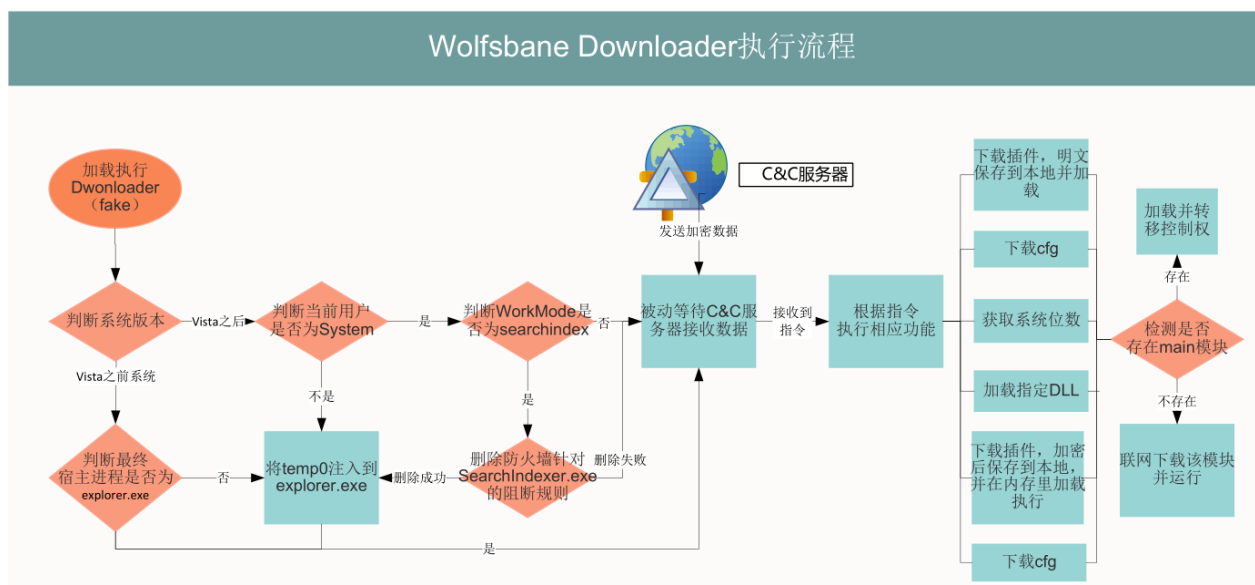 Wolfsbane Downloader执行流程
加载执行
Dwonloader
（fake）
判断系统版本
Vista之后
判断当前用户
是否为System
是
判断WorkMode是
否为searchindex
否
C&C服务器
发送加密数据
被动等待C&C服
务器接收数据
接收到
指令
根据指令
执行相应功能
Vista之前系统
不是
是
判断最终
宿主进程是否为
explorer.exe
否
将temp0注入到
explorer.exe
删除成功
删除防火墙针对
SearchIndexer.exe
的阻断规则
删除失败
是
下载插件，明文
保存到本地并加
载
下载cfg
获取系统位数
加载指定DLL
下载插件，加密
后保存到本地，
并在内存里加载
执行
下载cfg
加载并转
移控制权
存在
检测是否
存在main模块
不存在
联网下载该模块
并运行